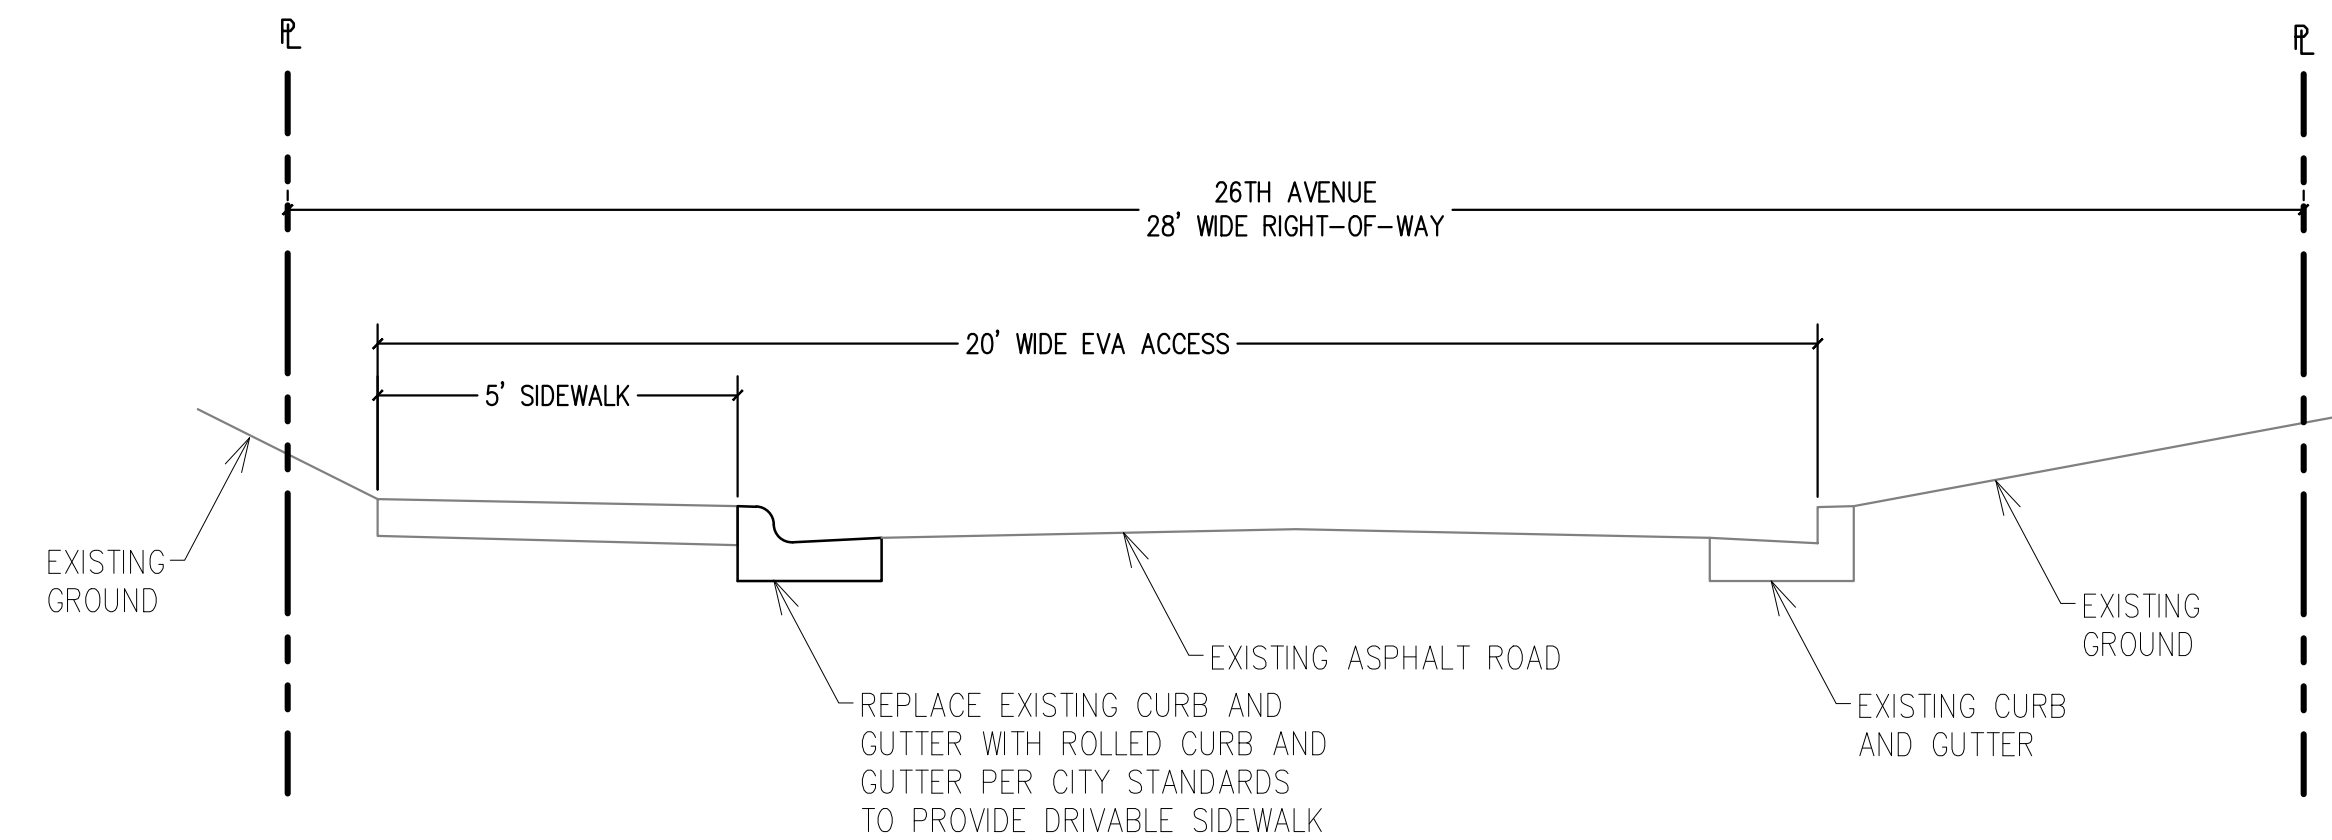 PL
PL
26TH AVENUE
28' WIDE RIGHT-OF-WAY
20' WIDE EVA ACCESS
5' SIDEWALK
EXISTING
GROUND
EXISTING
GROUND
EXISTING ASPHALT ROAD
REPLACE EXISTING CURB AND
GUTTER WITH ROLLED CURB AND
GUTTER PER CITY STANDARDS
TO PROVIDE DRIVABLE SIDEWALK
EXISTING CURB
AND GUTTER